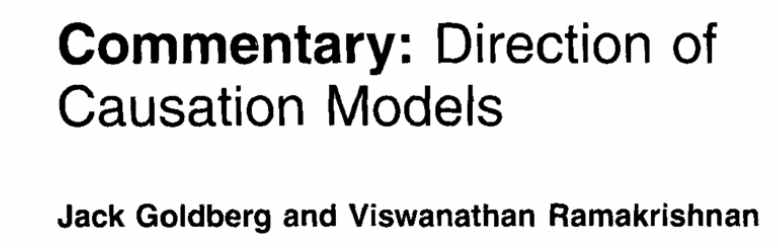 Commentary: Direction of
Causation Models
Jack Goldberg and Viswanathan Ramakrishnan